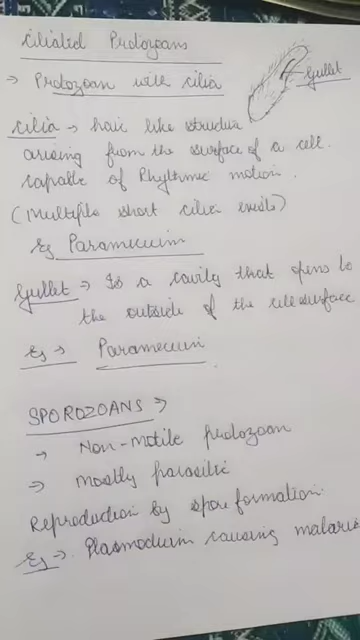 Ciliated Protozoans
→ Protozoan with cilia
Gullet
Cilia → hair like structure
arising from the surface of a cell.
capable of Rhythmic motion.
(Multiple short cilia exists)
Eg Paramecium
Gullet → Is a cavity that opens to
the outside of the cell surface
Eg → Paramecium
SPOROZOANS →
→ Non-motile protozoan
→ Mostly parasitic
Reproduction by spore formation.
Eg →. Plasmodium causing malaria